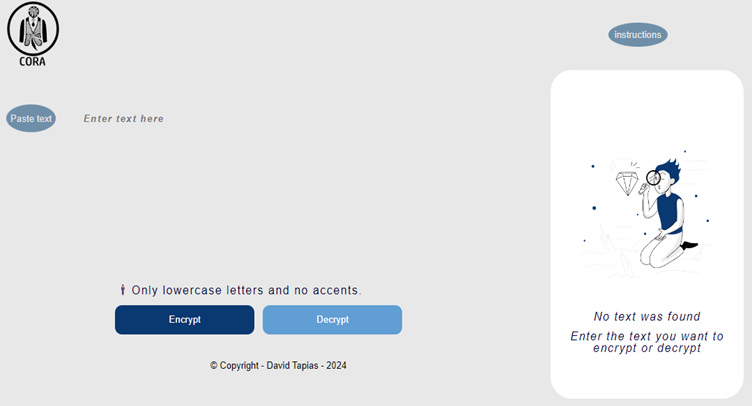 CORA
instructions
Paste text
Enter text here
Only lowercase letters and no accents.
Encrypt
Decrypt
© Copyright - David Tapias - 2024
No text was found
Enter the text you want to
encrypt or decrypt